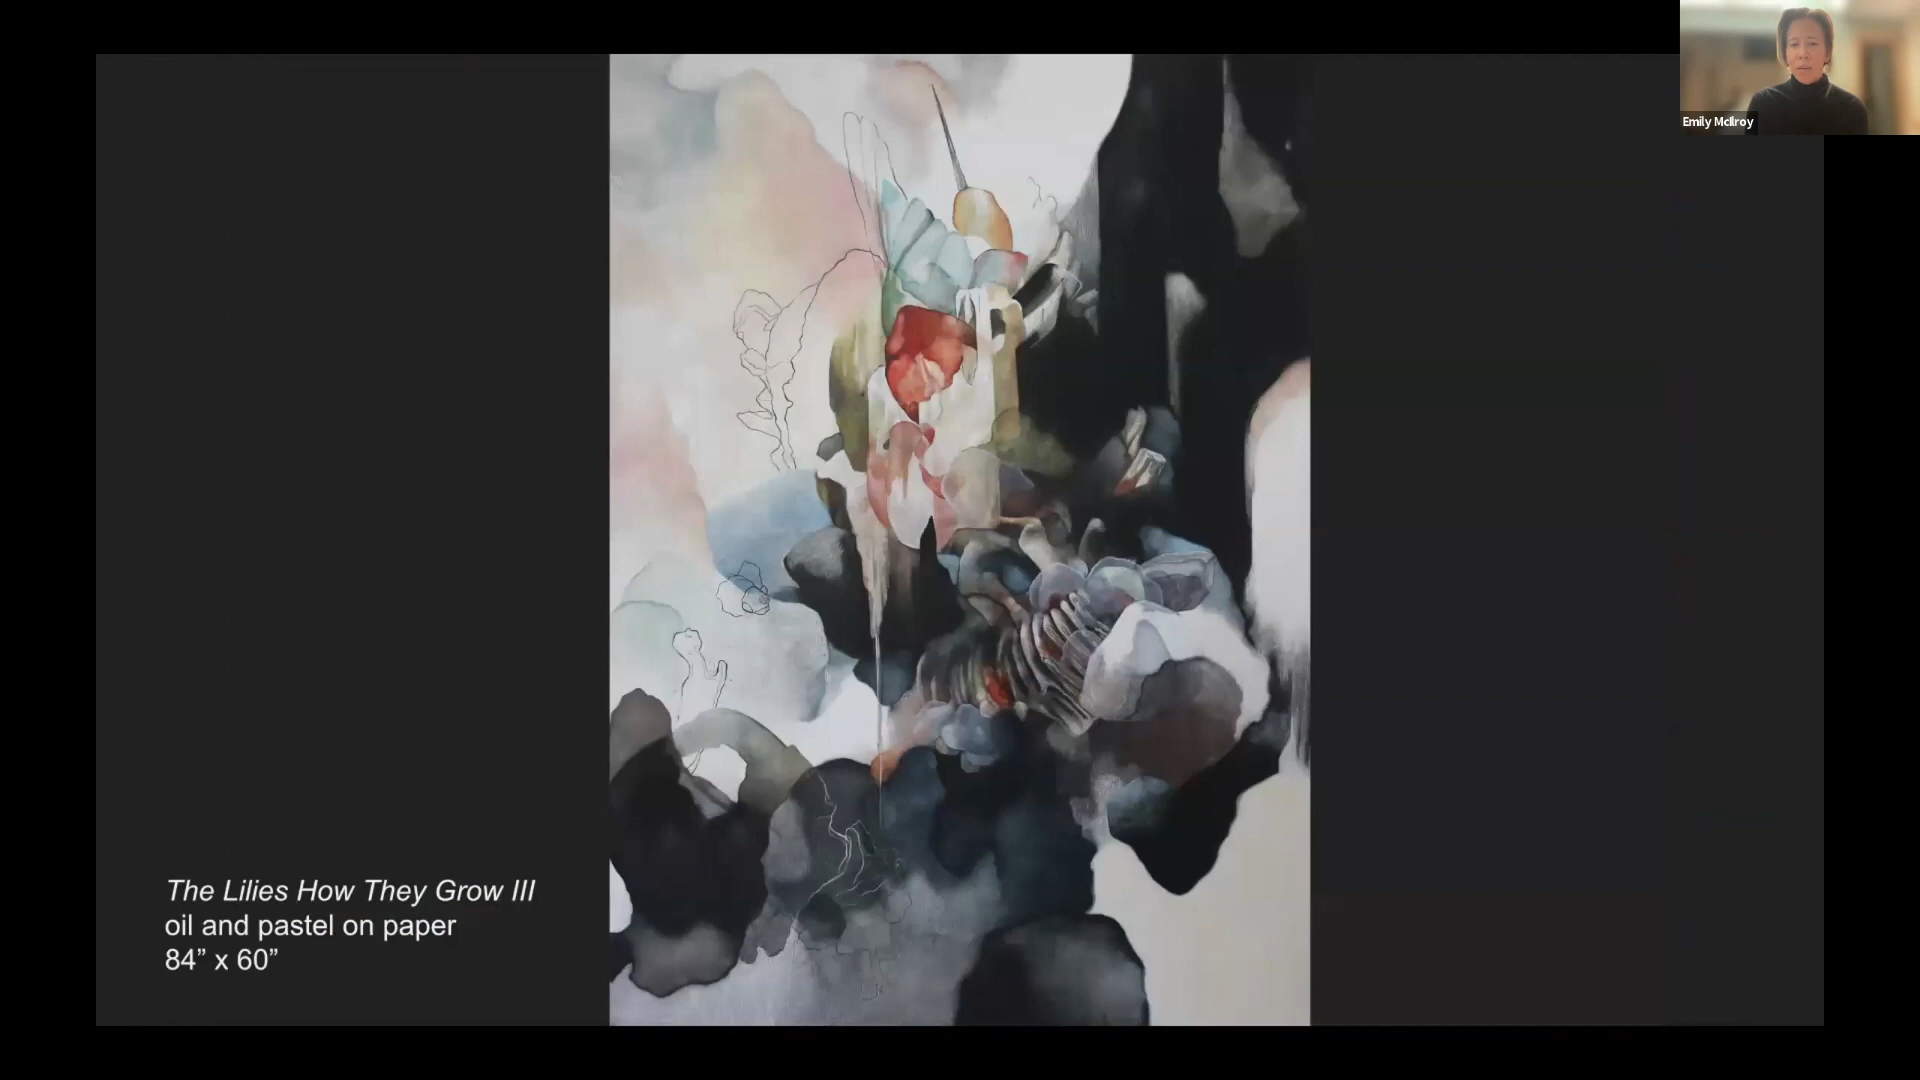 Emily McIlroy
The Lilies How They Grow III
oil and pastel on paper
84” x 60”